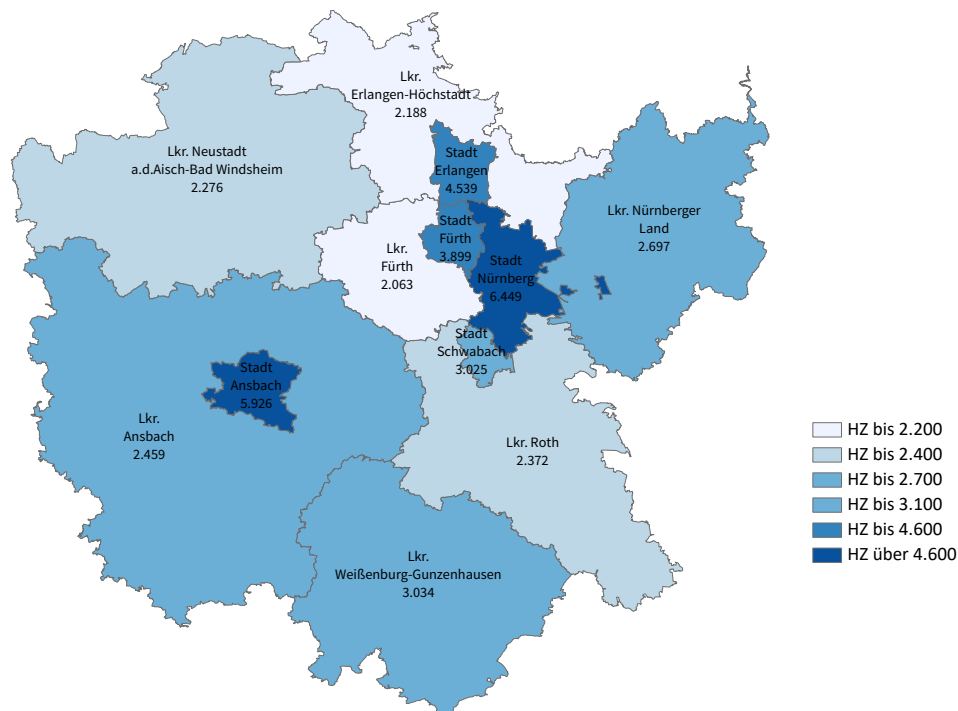 Lkr.
Erlangen-Höchstadt
2.188
Stadt
Erlangen
4.539
Lkr. Neustadt
a.d.Aisch-Bad Windsheim
2.276
Lkr. Nürnberger
Land
2.697
Stadt
Fürth
3.899
Lkr.
Fürth
2.063
Stadt
Nürnberg
6.449
Stadt
Schwabach
3.025
Stadt
Ansbach
5.926
Lkr.
Ansbach
2.459
Lkr. Roth
2.372
Lkr.
Weißenburg-Gunzenhausen
3.034
HZ bis 2.200
HZ bis 2.400
HZ bis 2.700
HZ bis 3.100
HZ bis 4.600
HZ über 4.600